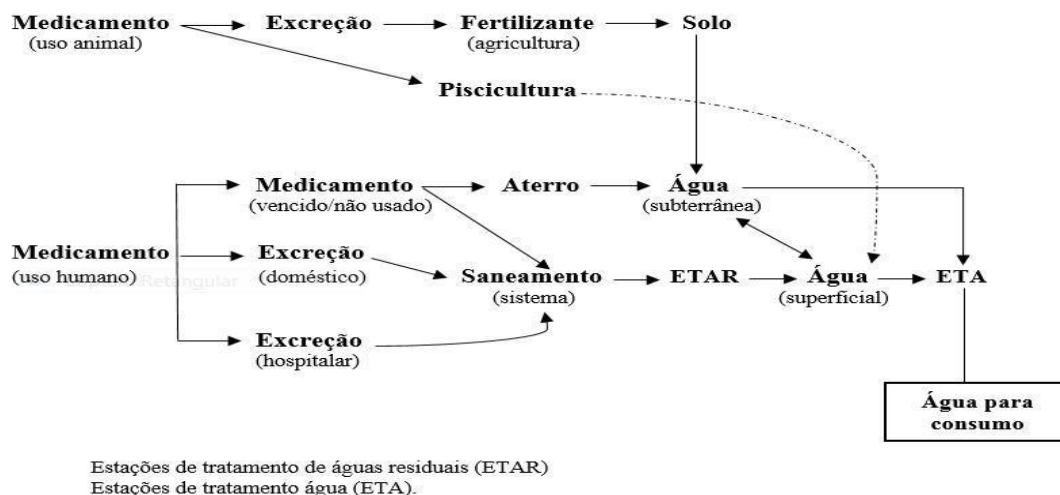 Medicamento
(uso animal)
Excreção
Fertilizante
(agricultura)
Solo
Piscicultura
Medicamento
(vencido/não usado)
Aterro
Água
(subterrânea)
Medicamento
(uso humano)
Excreção
(doméstico)
Saneamento
(sistema)
ETAR
Água
(superficial)
ETA
Excreção
(hospitalar)
Água para
consumo
Estações de tratamento de águas residuais (ETAR)
Estações de tratamento água (ETA).